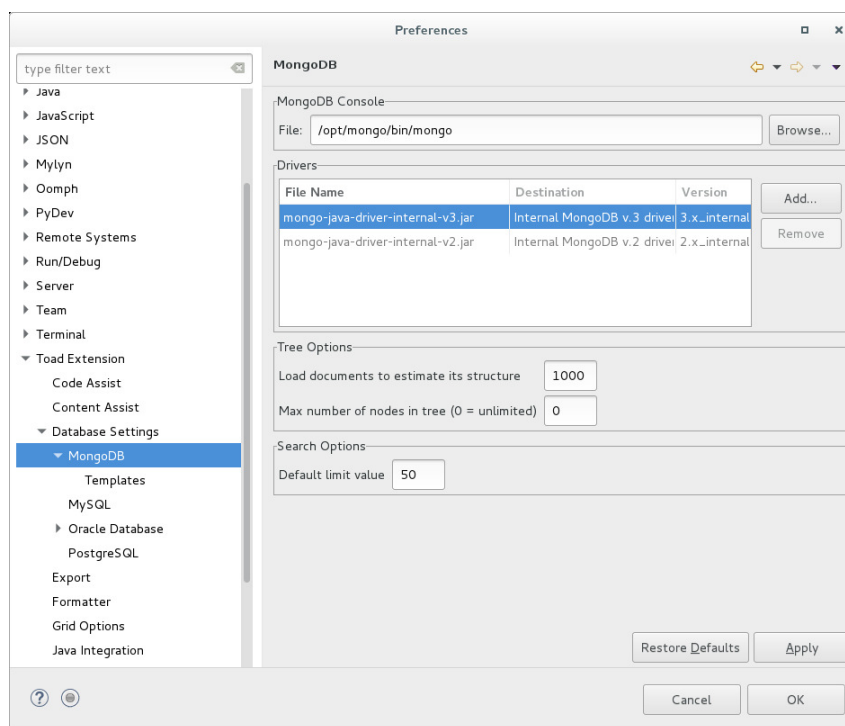 Preferences
type filter text
Java
JavaScript
JSON
Mylyn
Oomph
PyDev
Remote Systems
Run/Debug
Server
Team
Terminal
Toad Extension
Code Assist
Content Assist
Database Settings
MongoDB
Templates
MySQL
Oracle Database
PostgreSQL
Export
Formatter
Grid Options
Java Integration
MongoDB
MongoDB Console
File: /opt/mongo/bin/mongo Browse...
Drivers
File Name Destination Version
mongo-java-driver-internal-v3.jar Internal MongoDB v.3 driver 3.x_internal
mongo-java-driver-internal-v2.jar Internal MongoDB v.2 driver 2.x_internal
Add...
Remove
Tree Options
Load documents to estimate its structure 1000
Max number of nodes in tree (0 = unlimited) 0
Search Options
Default limit value 50
Restore Defaults Apply
Cancel OK